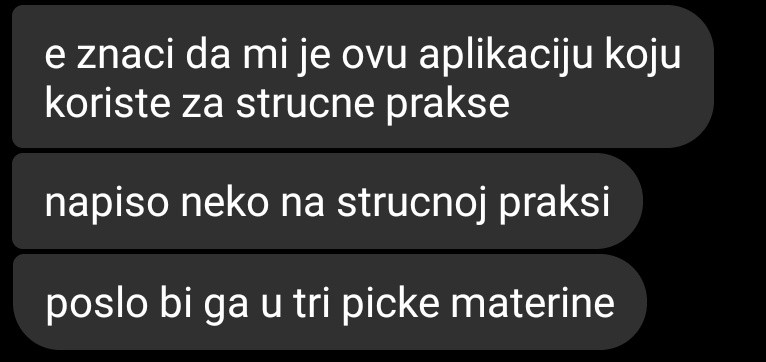 e znaci da mi je ovu aplikaciju koju
koriste za strucne prakse
napiso neko na strucnoj praksi
poslo bi ga u tri picke materine